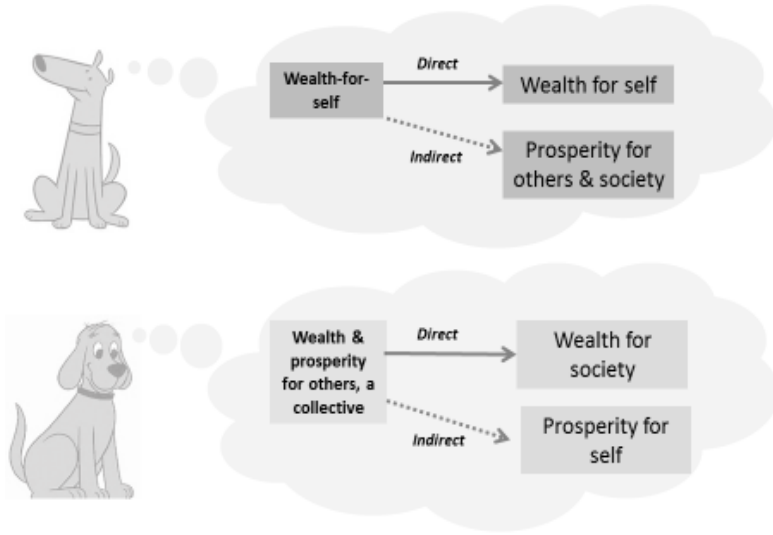 Wealth-for-
self
Direct
Wealth for self
Indirect
Prosperity for
others & society
Wealth &
prosperity
for others, a
collective
Direct
Wealth for
society
Indirect
Prosperity for
self